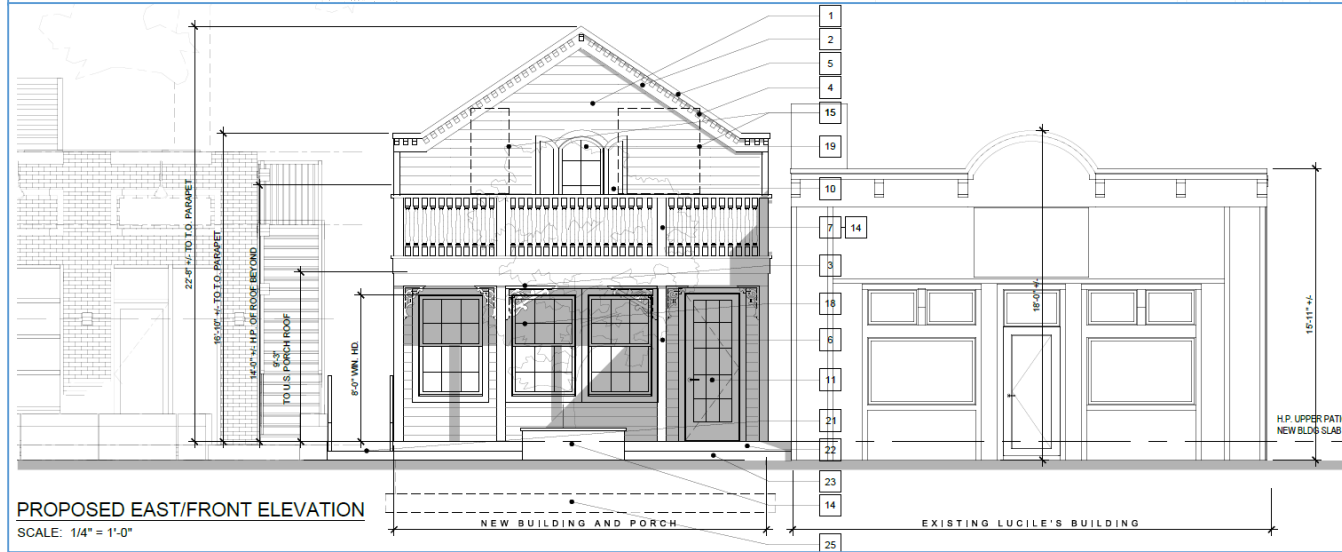 1
2
5
4
15
19
10
7
14
3
18
6
11
21
22
23
14
25
22'-8" +/- TO T.O. PARAPET
16'-10" +/- TO T.O. PARAPET
14'-0" +/- H.P. OF ROOF BEYOND
9'-3"
TO U.S. PORCH ROOF
8'-0" WIN. HD.
18'-0" +/-
15'-11" +/-
H.P. UPPER PATI
NEW BLDG SLAB
PROPOSED EAST/FRONT ELEVATION
SCALE: 1/4" = 1'-0"
NEW BUILDING AND PORCH
EXISTING LUCILE'S BUILDING